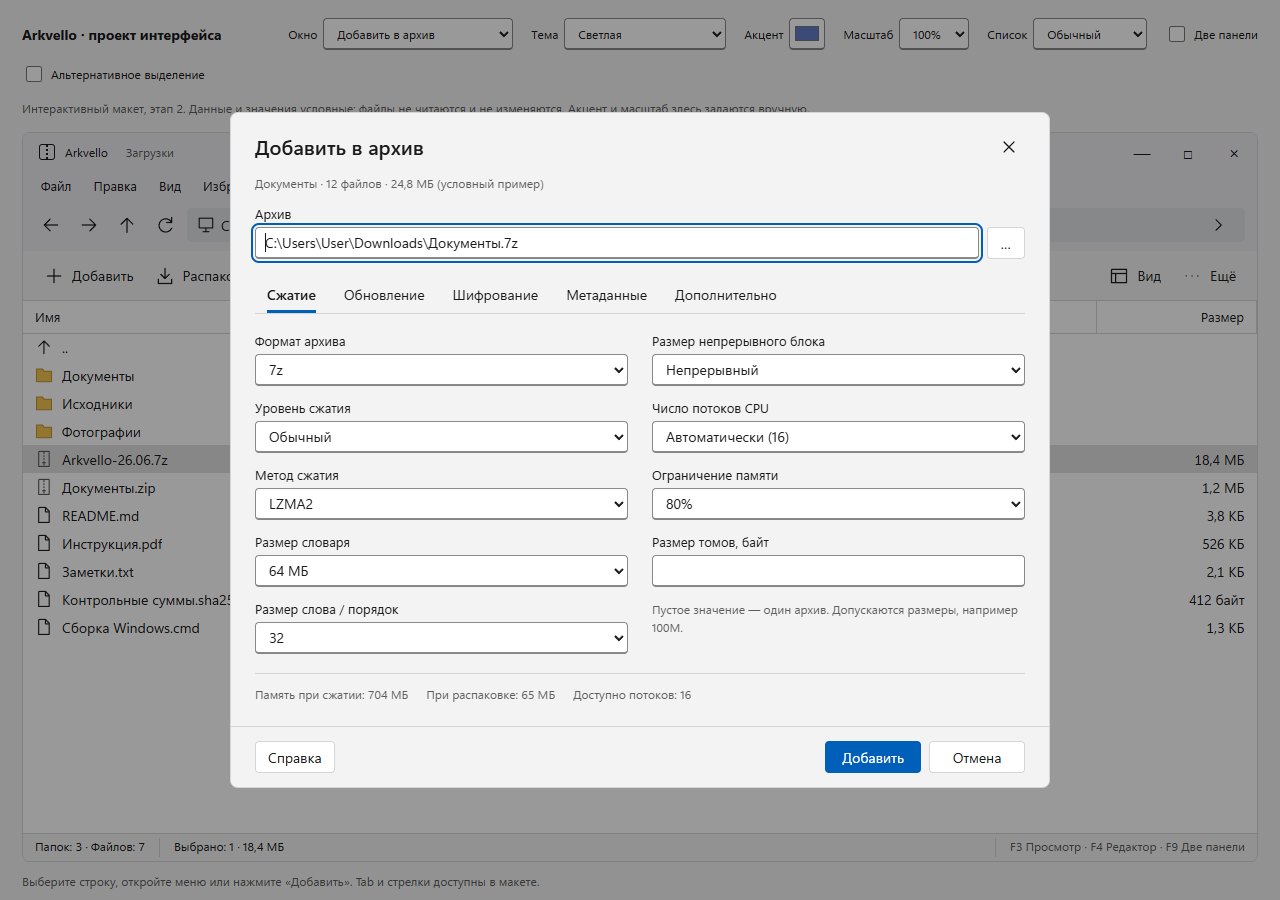 Arkvello · проект интерфейса
Окно Добавить в архив Тема Светлая Акцент Масштаб 100% Список Обычный Две панели
Альтернативное выделение
Интерактивный макет, этап 2. Данные и значения условные: файлы не читаются и не изменяются. Акцент и масштаб здесь задаются вручную.
Arkvello Загрузки
Файл Правка Вид
Добавить
Вид ··· Ещё
Имя
Размер
..
Документы
Исходники
Фотографии
Arkvello-26.06.7z 18,4 МБ
Документы.zip 1,2 МБ
README.md 3,8 КБ
Инструкция.pdf 526 КБ
Заметки.txt 2,1 КБ
Контрольные 412 байт
Сборка Windows.cmd 1,3 КБ
Добавить в архив
Документы · 12 файлов · 24,8 МБ (условный пример)
Архив
C:\Users\User\Downloads\Документы.7z ...
Сжатие Обновление Шифрование Метаданные Дополнительно
Формат архива
7z
Уровень сжатия
Обычный
Метод сжатия
LZMA2
Размер словаря
64 МБ
Размер слова / порядок
32
Размер непрерывного блока
Непрерывный
Число потоков CPU
Автоматически (16)
Ограничение памяти
80%
Размер томов, байт
Пустое значение — один архив. Допускаются размеры, например
100M.
Память при сжатии: 704 МБ При распаковке: 65 МБ Доступно потоков: 16
Справка Добавить Отмена
Папок: 3 · Файлов: 7 Выбрано: 1 · 18,4 МБ F3 Просмотр · F4 Редактор · F9 Две панели
Выберите строку, откройте меню или нажмите «Добавить». Tab и стрелки доступны в макете.